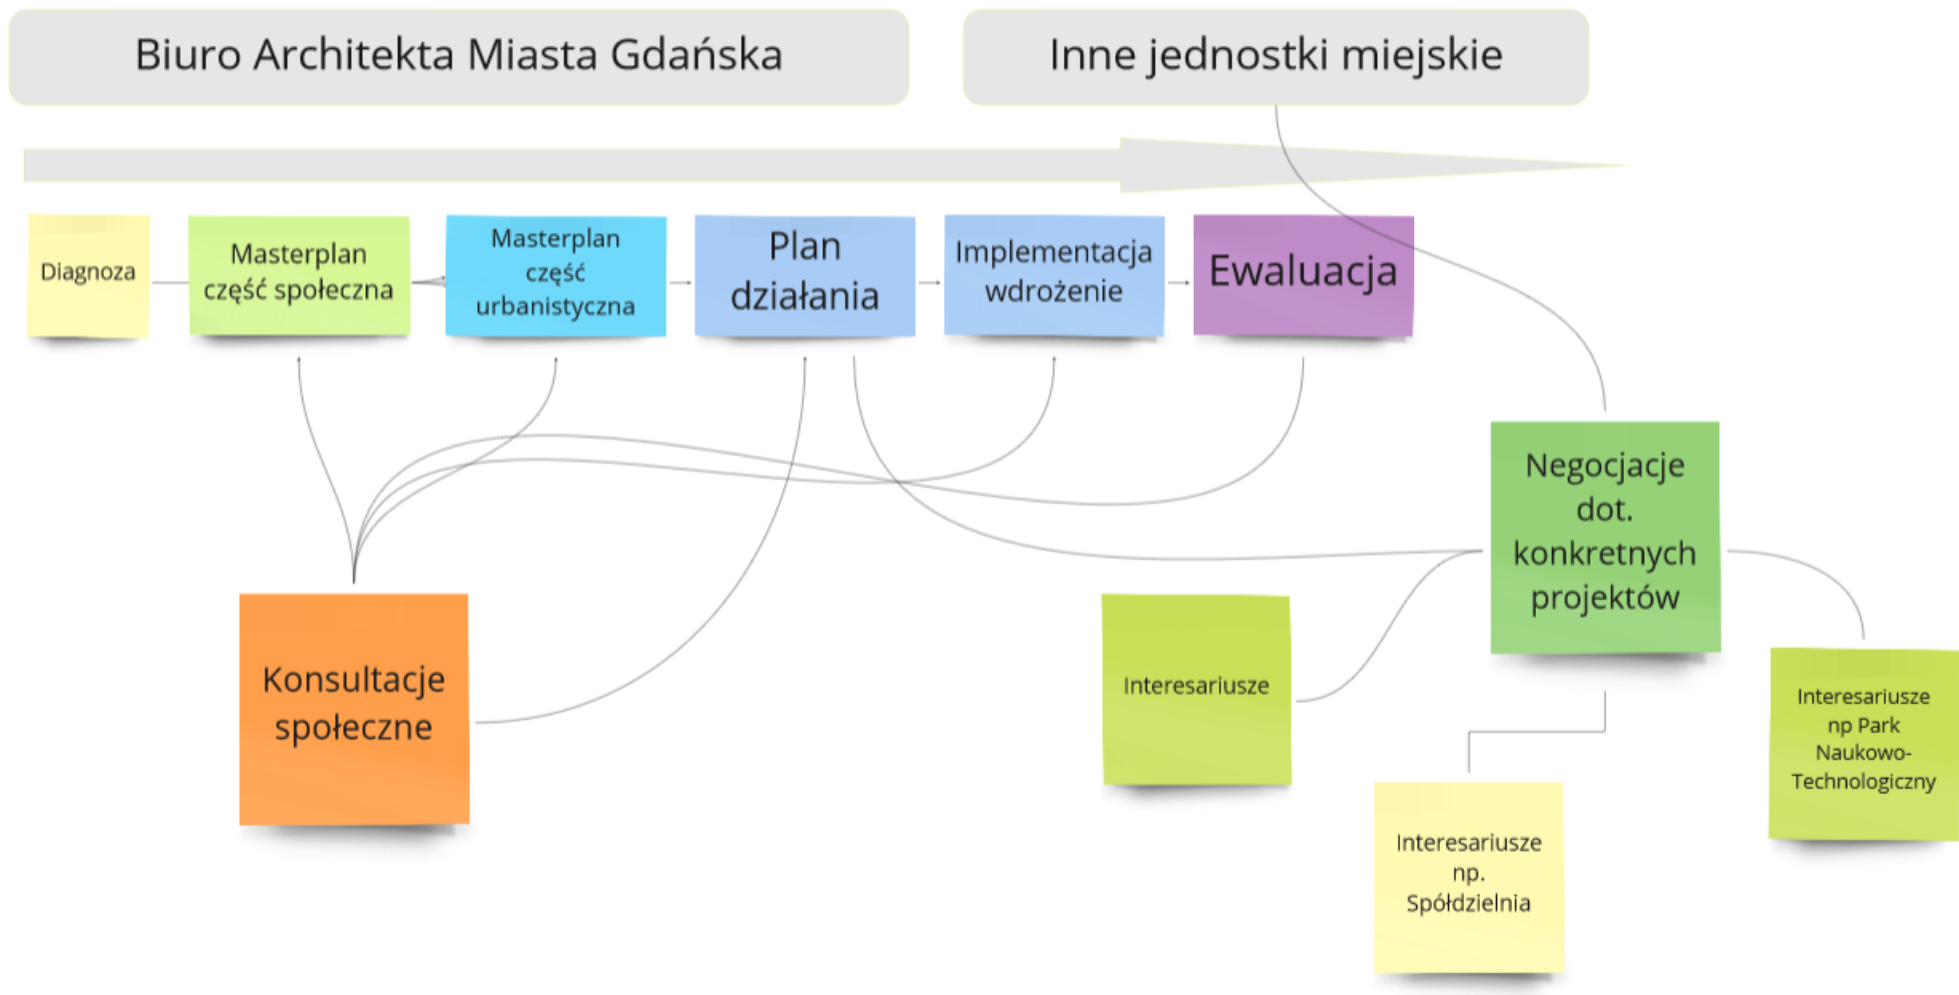 Biuro Architekta Miasta Gdańska
Inne jednostki miejskie
Diagnoza
Masterplan
część społeczna
Masterplan
część
urbanistyczna
Plan
działania
Implementacja
wdrożenie
Ewaluacja
Konsultacje
społeczne
Negocjacje
dot.
konkretnych
projektów
Interesariusze
Interesariusze
np.
Spółdzielnia
Interesariusze
np Park
Naukowo-
Technologiczny